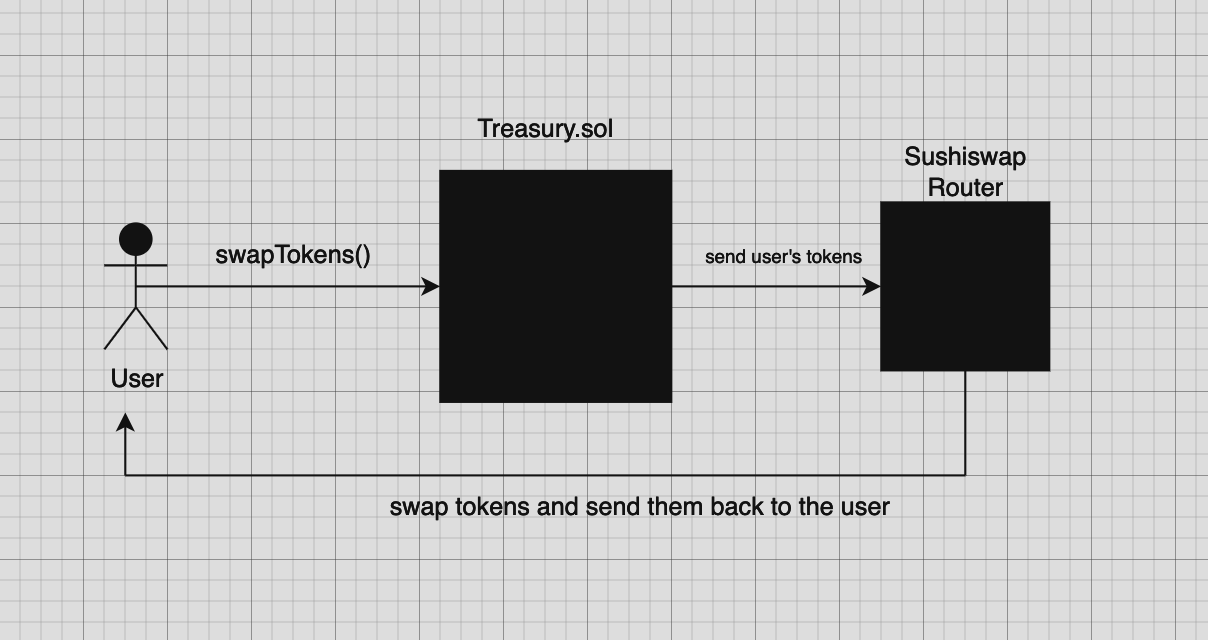 Treasury.sol
Sushiswap
Router
swapTokens()
send user's tokens
User
swap tokens and send them back to the user